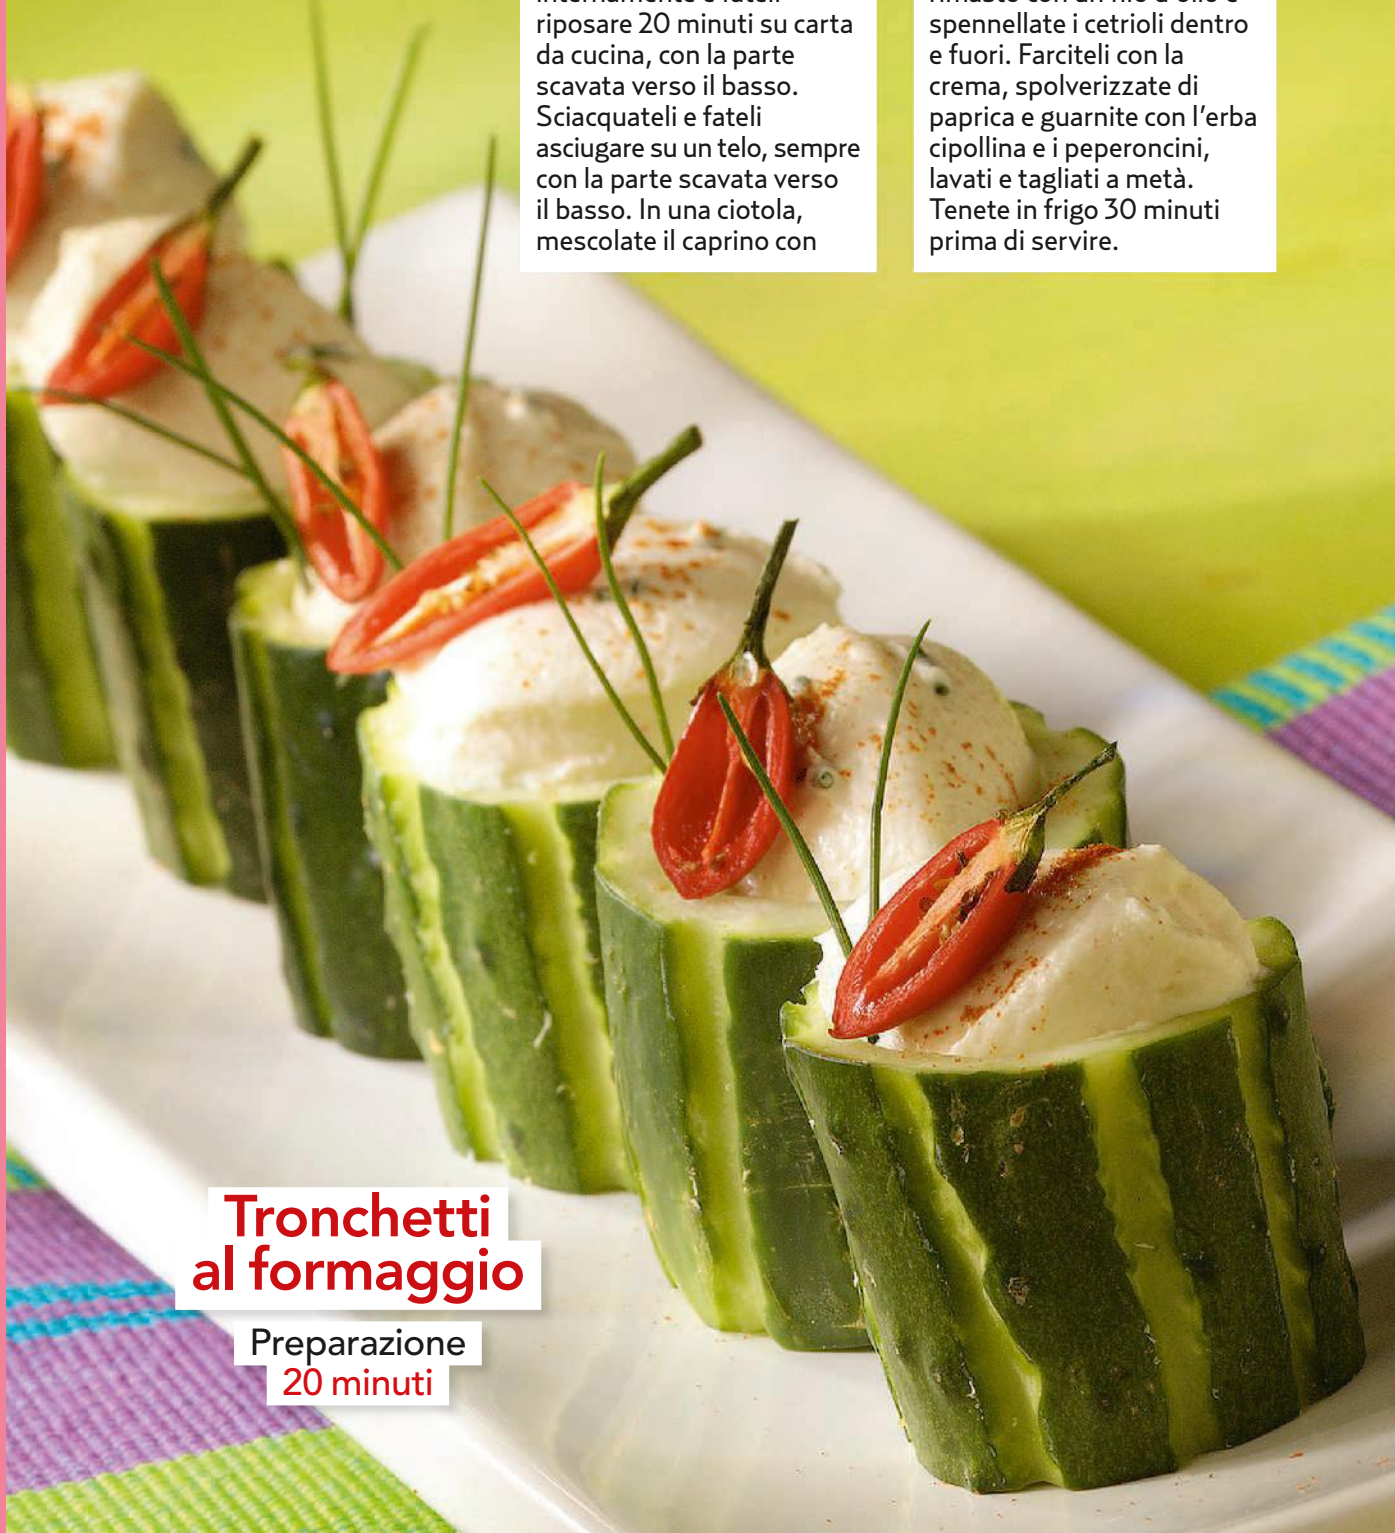 riposare 20 minuti su carta
da cucina, con la parte
scavata verso il basso.
Sciacquateli e fateli
asciugare su un telo, sempre
con la parte scavata verso
il basso. In una ciotola,
mescolate il caprino con
spennellate i cetrioli dentro
e fuori. Farciteli con la
crema, spolverizzate di
paprica e guarnite con l'erba
cipollina e i peperoncini,
lavati e tagliati a metà.
Tenete in frigo 30 minuti
prima di servire.
Tronchetti
al formaggio
Preparazione
20 minuti